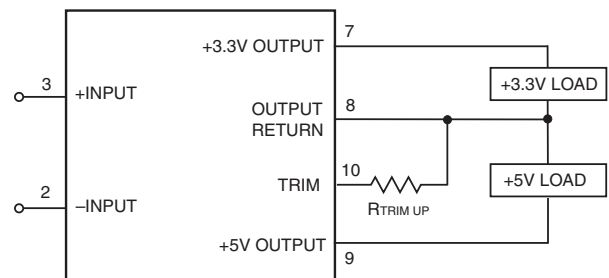 7
+3.3V OUTPUT
3
+INPUT
+3.3V LOAD
8
OUTPUT
RETURN
10
TRIM
RTRIM UP
+5V LOAD
2
–INPUT
+5V OUTPUT
9